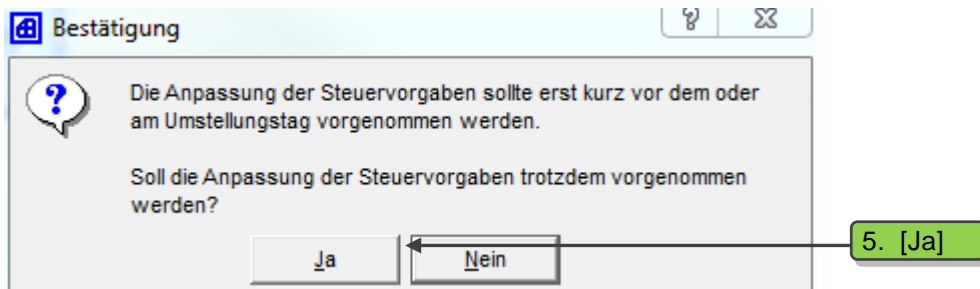 Bestätigung
Die Anpassung der Steuervorgaben sollte erst kurz vor dem oder
am Umstellungstag vorgenommen werden.
Soll die Anpassung der Steuervorgaben trotzdem vorgenommen
werden?
Ja
Nein
5. [Ja]